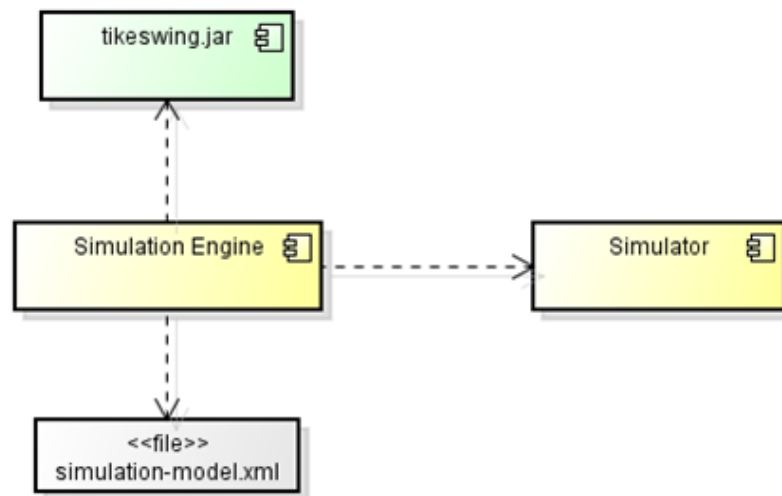 tikeswing.jar
Simulation Engine
Simulator
<<file>>
simulation-model.xml